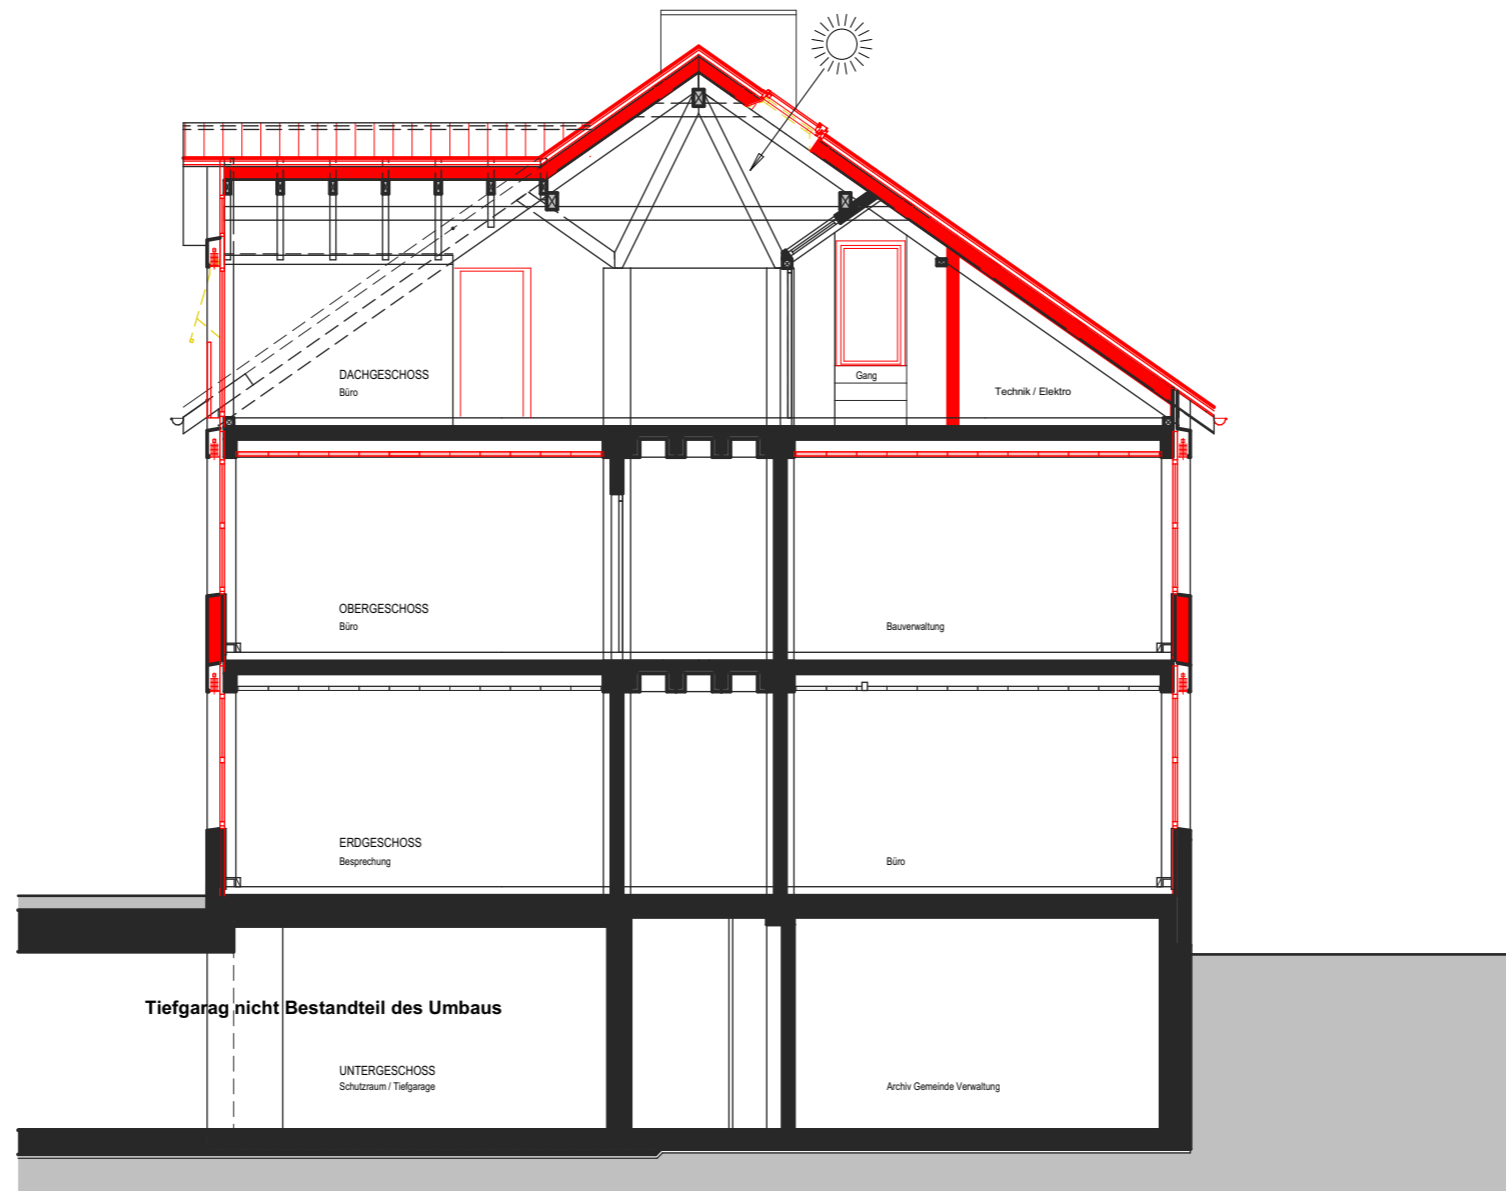 DACHGESCHOSS
Büro
Gang
Technik / Elektro
OBERGESCHOSS
Büro
Bauverwaltung
ERDGESCHOSS
Besprechung
Büro
Tiefgarag nicht Bestandteil des Umbaus
UNTERGESCHOSS
Schutzraum / Tiefgarage
Archiv Gemeinde Verwaltung